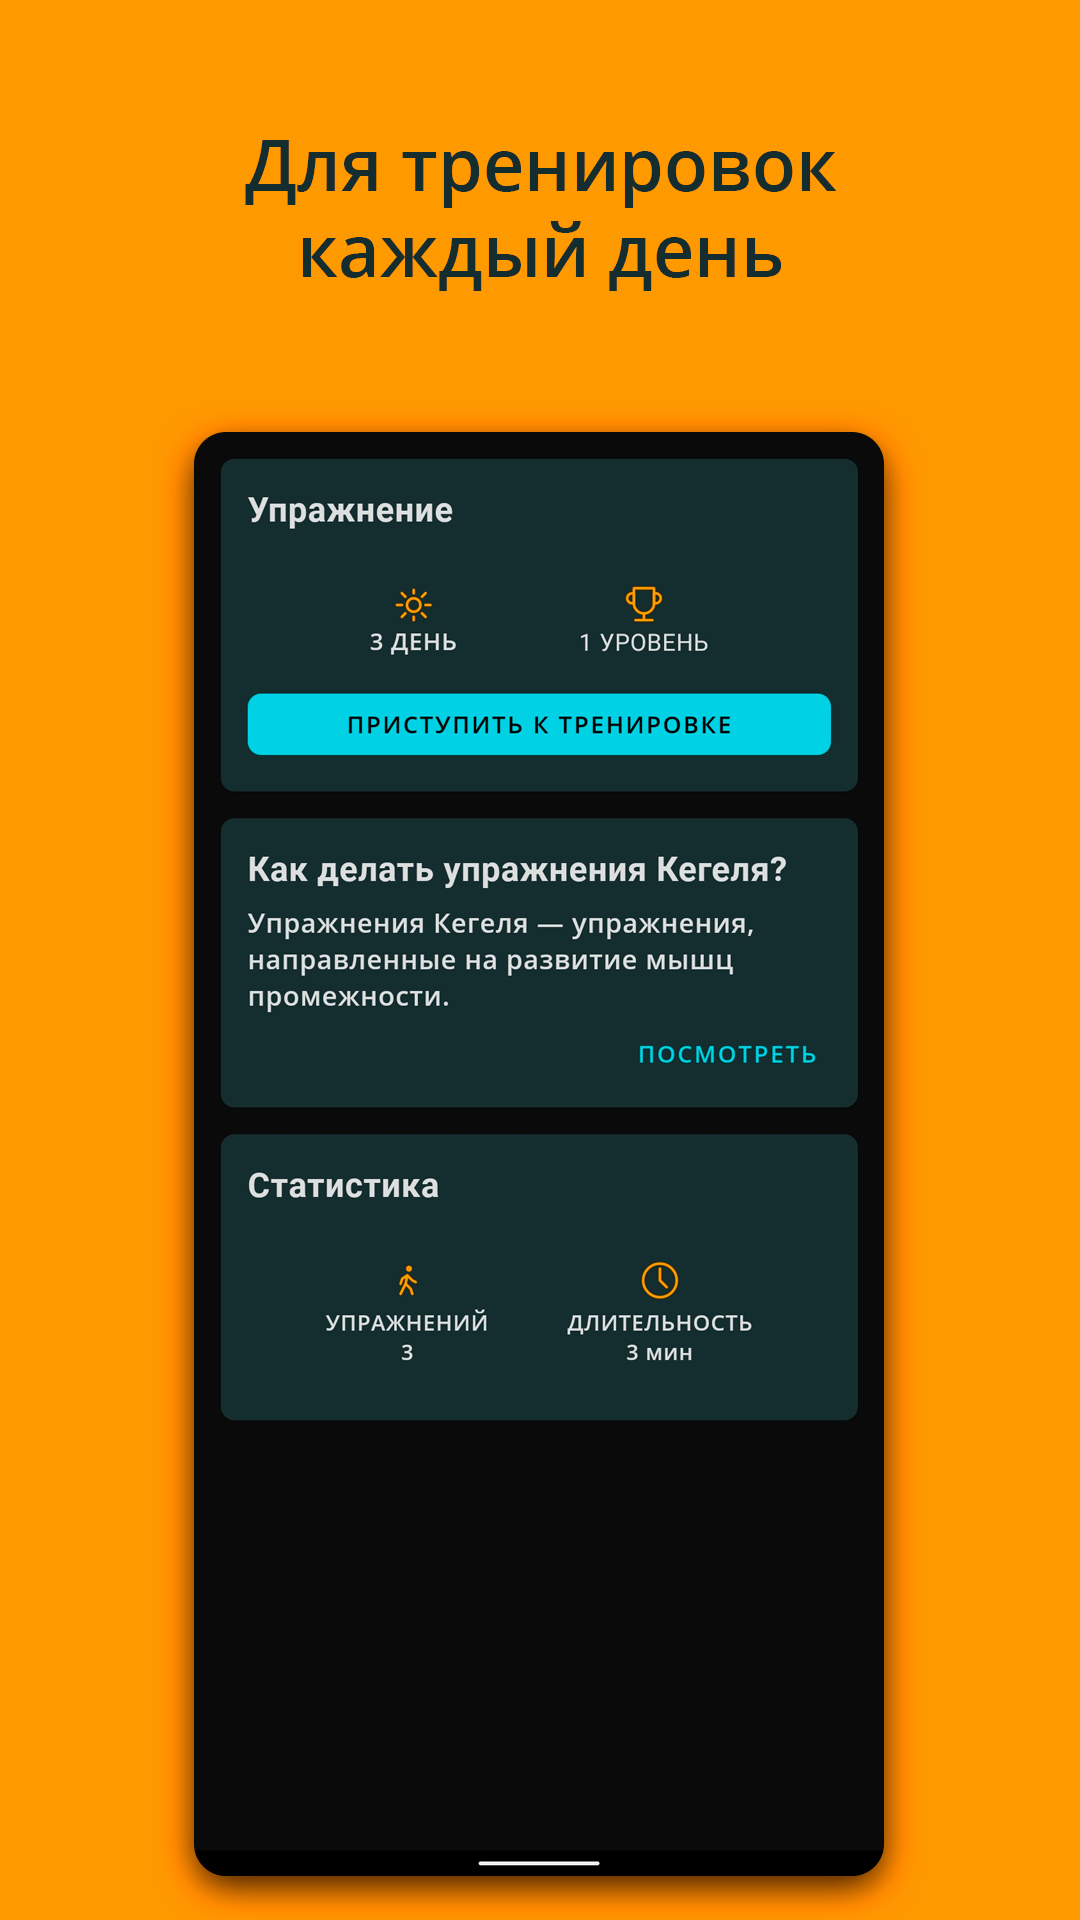 Для тренировок
каждый день
Упражнение
3 ДЕНЬ
1 УРОВЕНЬ
ПРИСТУПИТЬ К ТРЕНИРОВКЕ
Как делать упражнения Кегеля?
Упражнения Кегеля — упражнения,
направленные на развитие мышц
промежности.
ПОСМОТРЕТЬ
Статистика
УПРАЖНЕНИЙ
3
ДЛИТЕЛЬНОСТЬ
3 мин